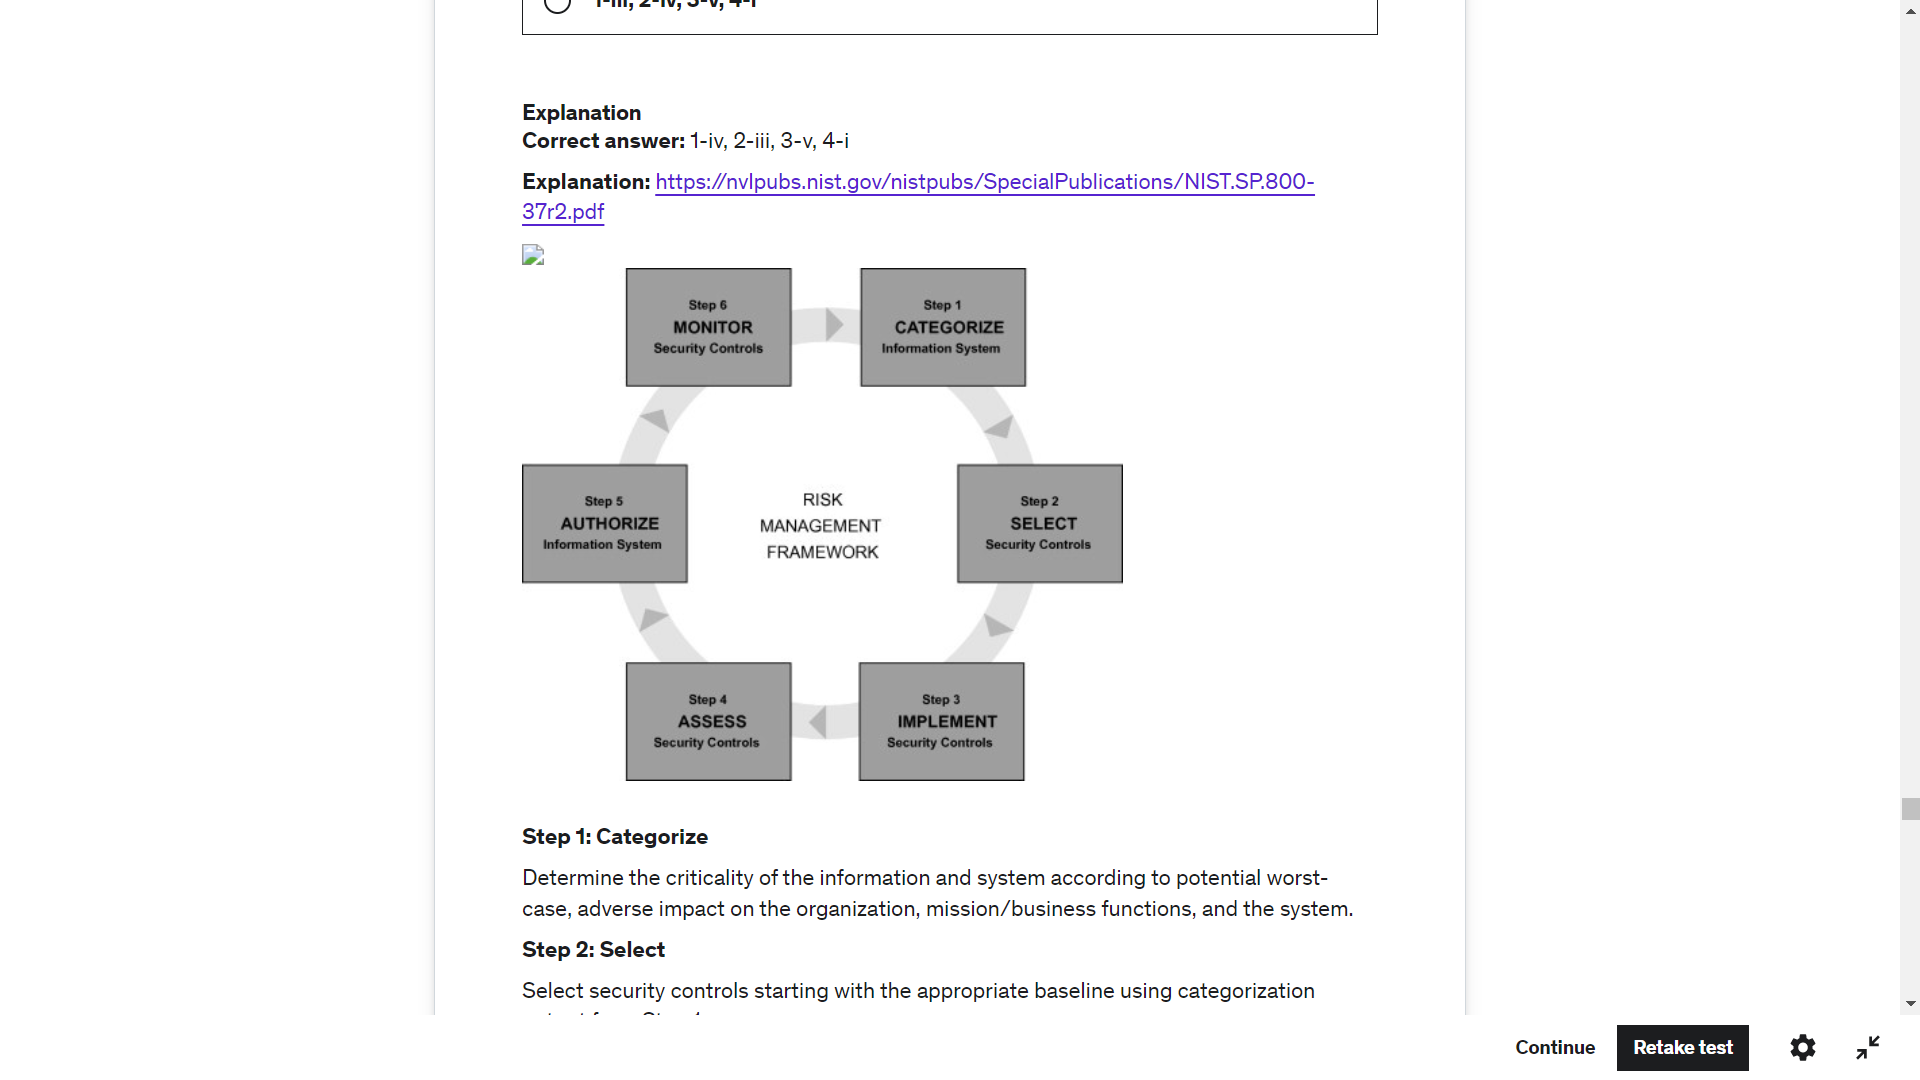 1-iii, 2-iv, 3-v, 4-i
Explanation
Correct answer: 1-iv, 2-iii, 3-v, 4-i
Explanation: https://nvlpubs.nist.gov/nistpubs/SpecialPublications/NIST.SP.800-
37r2.pdf
Step 6
MONITOR
Security Controls
Step 1
CATEGORIZE
Information System
Step 5
AUTHORIZE
Information System
RISK
MANAGEMENT
FRAMEWORK
Step 2
SELECT
Security Controls
Step 4
ASSESS
Security Controls
Step 3
IMPLEMENT
Security Controls
Step 1: Categorize
Determine the criticality of the information and system according to potential worst-
case, adverse impact on the organization, mission/business functions, and the system.
Step 2: Select
Select security controls starting with the appropriate baseline using categorization
Continue
Retake test